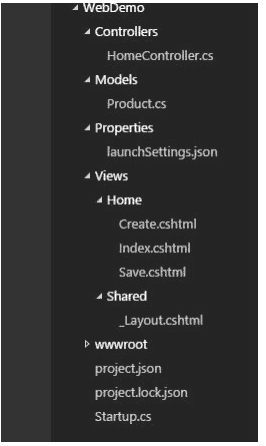 WebDemo
Controllers
HomeController.cs
Models
Product.cs
Properties
launchSettings.json
Views
Home
Create.cshtml
Index.cshtml
Save.cshtml
Shared
_Layout.cshtml
wwwroot
project.json
project.lock.json
Startup.cs